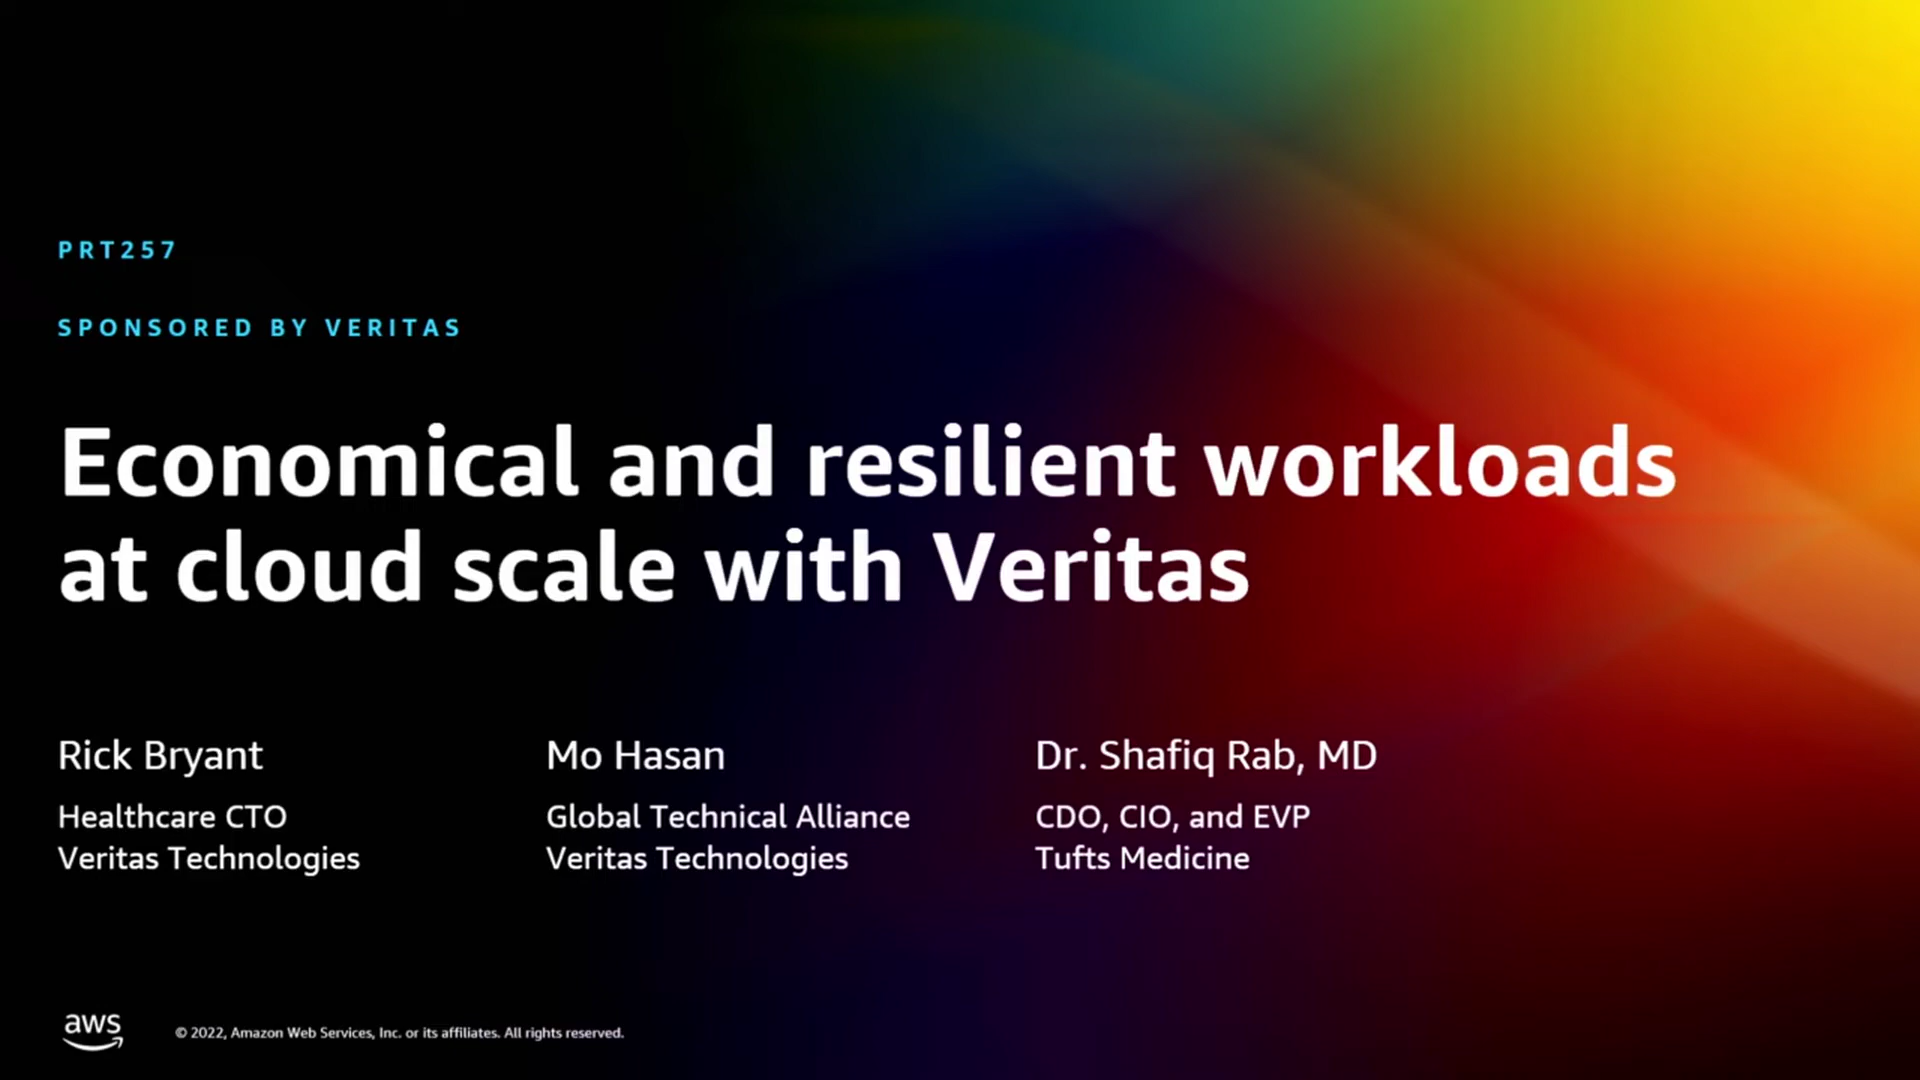 PRT257
SPONSORED BY VERITAS
Economical and resilient workloads
at cloud scale with Veritas
Rick Bryant
Healthcare CTO
Veritas Technologies
Mo Hasan
Global Technical Alliance
Veritas Technologies
Dr. Shafiq Rab, MD
CDO, CIO, and EVP
Tufts Medicine
aws
© 2022, Amazon Web Services, Inc. or its affiliates. All rights reserved.